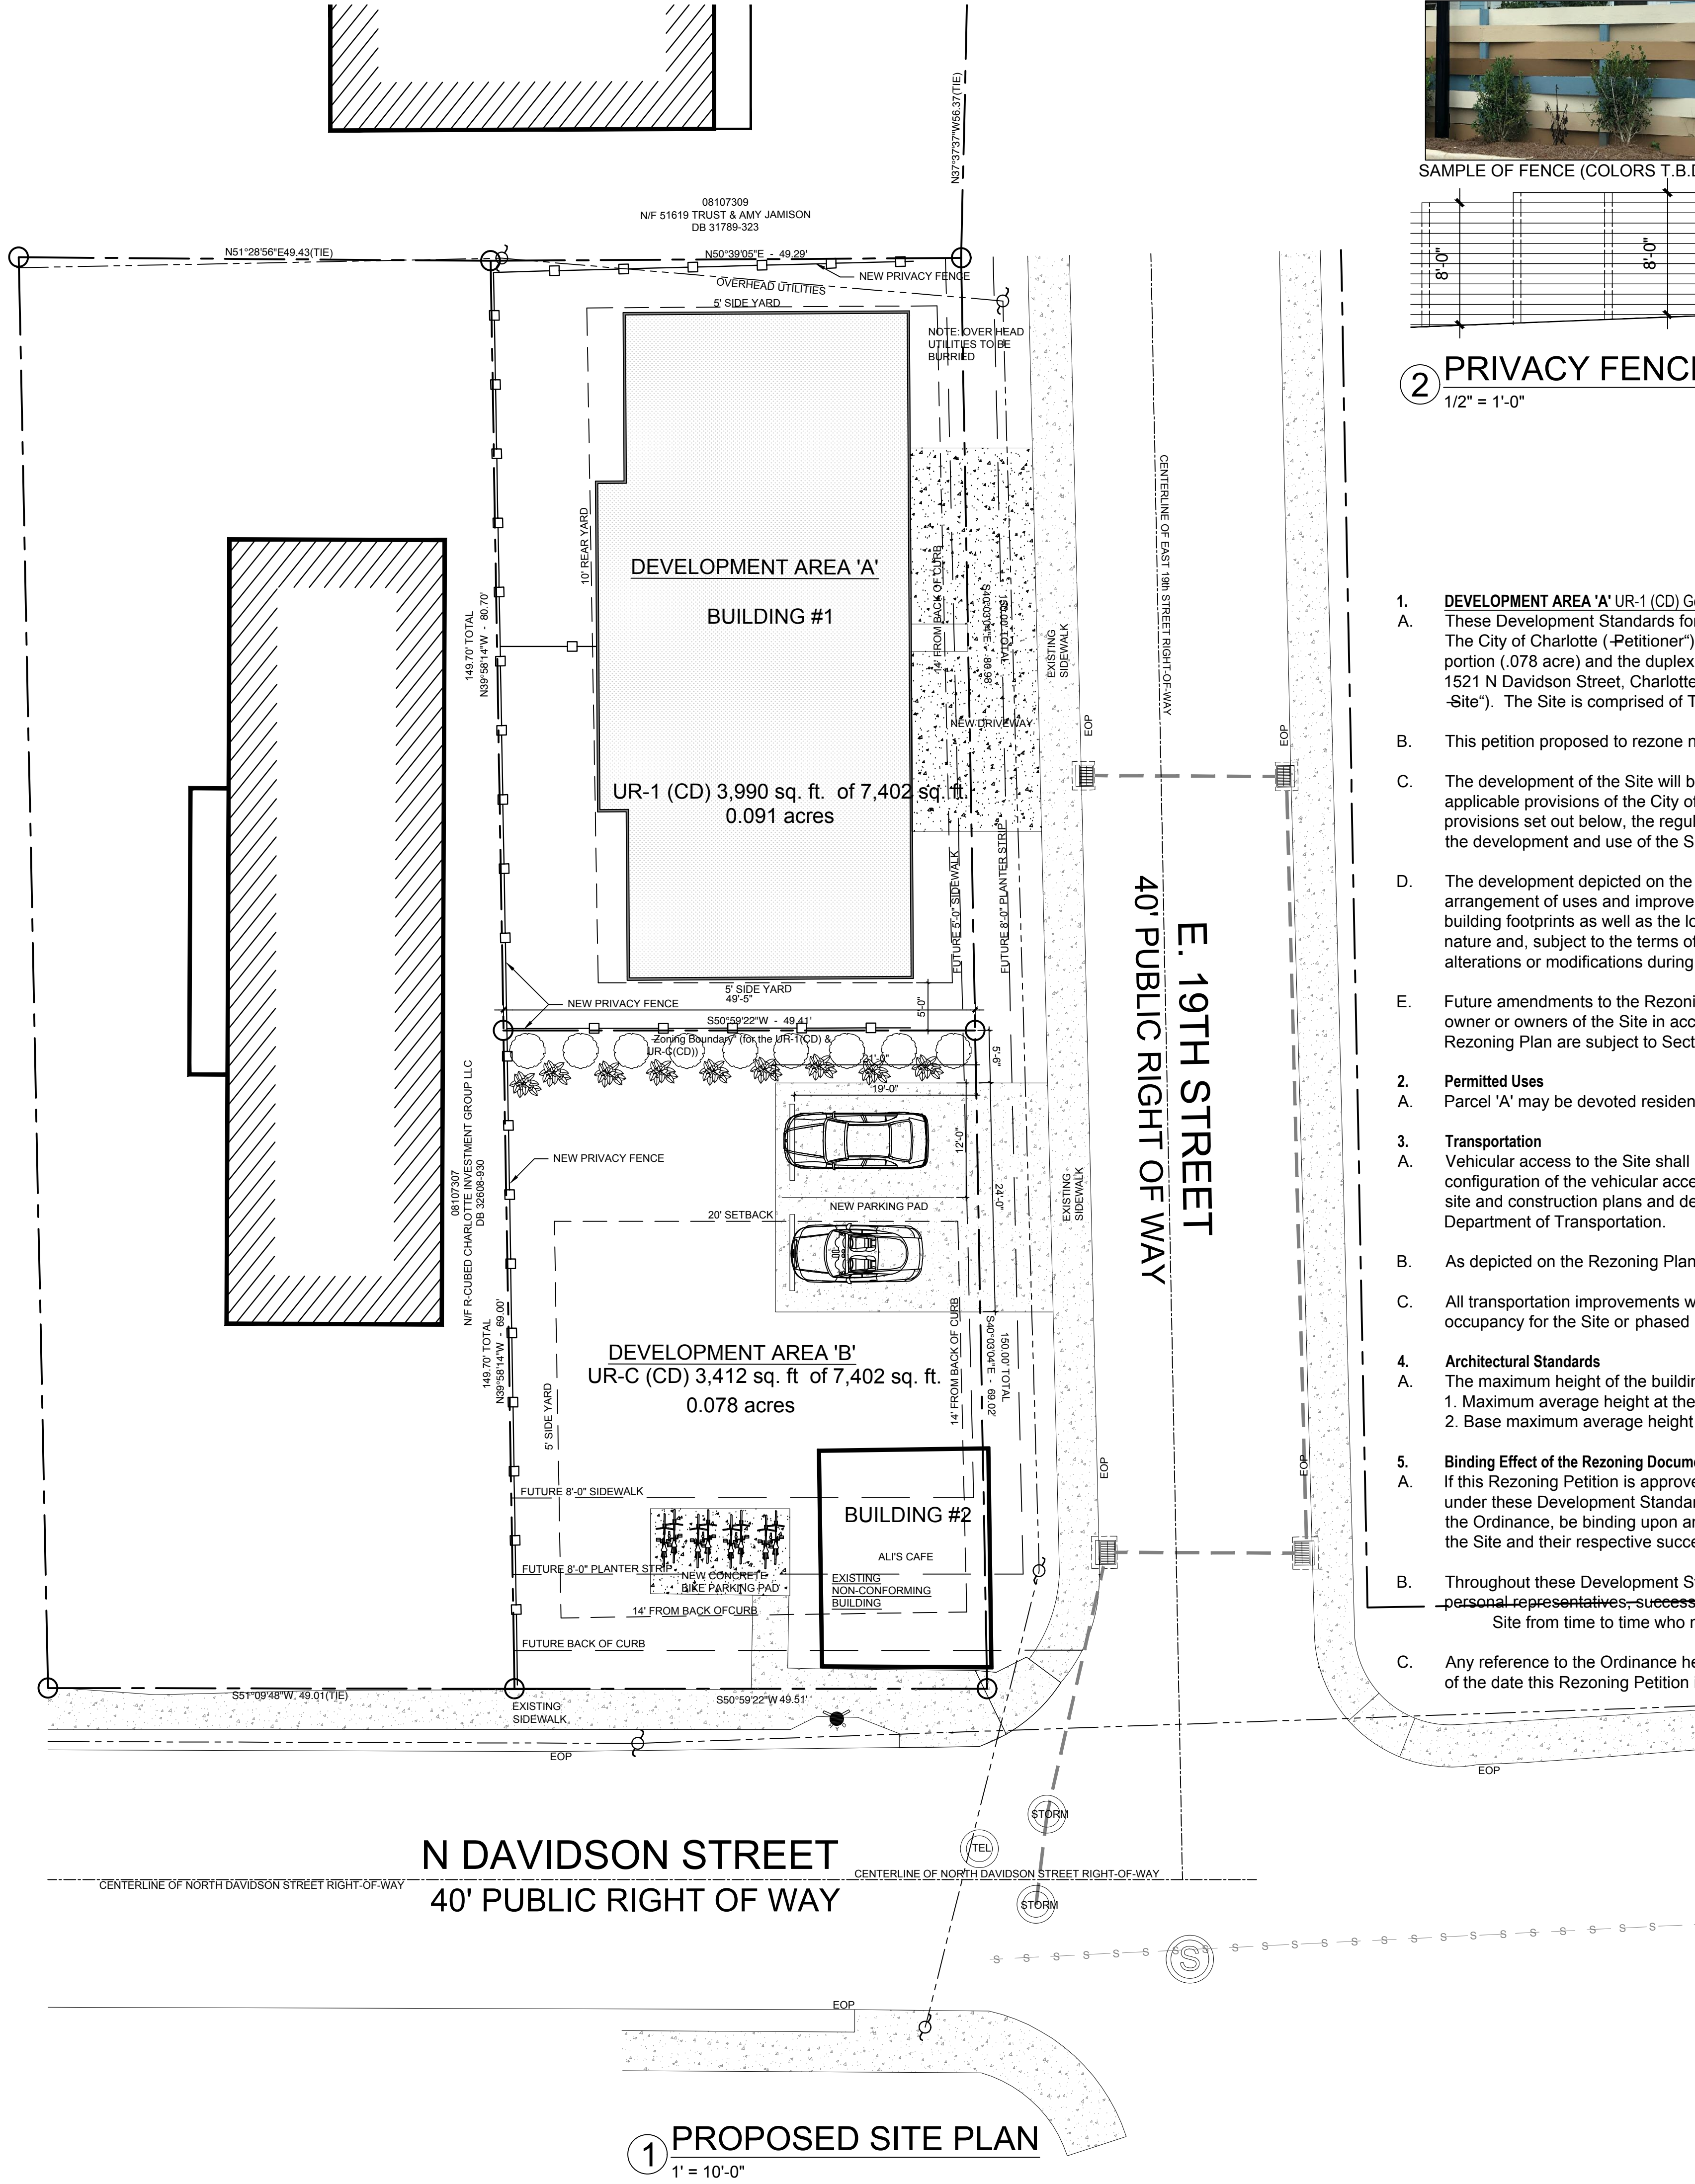 SAMPLE OF FENCE (COLORS T.B.D
8'-0"
8'-0"
2
PRIVACY FENC
1/2" = 1'-0"
N37°37'37"W56.37(TIE)
08107309
N/F 51619 TRUST & AMY JAMISON
DB 31789-323
N51°28'56"E49.43(TIE)
N50°39'05"E - 49.29'
NEW PRIVACY FENCE
OVERHEAD UTILITIES
5' SIDE YARD
NOTE: OVER HEAD
UTILITIES TO BE
BURRIED
10' REAR YARD
DEVELOPMENT AREA 'A'
BUILDING #1
149.70' TOTAL
N39°58'14"W - 80.70'
14' FROM BACK OF CURB
S40°03'04"E - 80.98'
150.00' TOTAL
NEW DRIVEWAY
EXISTING
SIDEWALK
CENTERLINE OF EAST 19th STREET RIGHT-OF-WAY
EOP
EOP
UR-1 (CD) 3,990 sq. ft. of 7,402 sq. ft.
0.091 acres
FUTURE 5'-0" SIDEWALK
FUTURE 8'-0" PLANTER STRIP
E. 19TH STREET
40' PUBLIC RIGHT OF WAY
5' SIDE YARD
49'-5"
5'-0"
NEW PRIVACY FENCE
S50°59'22"W - 49.41'
Zoning Boundary" (for the UR-1(CD) &
UR-C(CD))
21'-0"
5'-6"
19'-0"
12'-0"
24'-0"
08107307
N/F R-CUBED CHARLOTTE INVESTMENT GROUP LLC
DB 32608-930
NEW PRIVACY FENCE
NEW PARKING PAD
20' SETBACK
EXISTING
SIDEWALK
149.70' TOTAL
N39°58'14"W - 69.00'
DEVELOPMENT AREA 'B'
UR-C (CD) 3,412 sq. ft of 7,402 sq. ft.
0.078 acres
5' SIDE YARD
14' FROM BACK OF CURB
S40°03'04"E - 69.02'
150.00' TOTAL
EOP
EOP
FUTURE 8'-0" SIDEWALK
BUILDING #2
ALI'S CAFE
EXISTING
NON-CONFORMING
BUILDING
FUTURE 8'-0" PLANTER STRIP
NEW CONCRETE
BIKE PARKING PAD
14' FROM BACK OFCURB
FUTURE BACK OF CURB
S51°09'48"W. 49.01(TIE)
EXISTING
SIDEWALK
S50°59'22"W 49.51'
EOP
EOP
STORM
TEL
STORM
N DAVIDSON STREET
40' PUBLIC RIGHT OF WAY
CENTERLINE OF NORTH DAVIDSON STREET RIGHT-OF-WAY
CENTERLINE OF NORTH DAVIDSON STREET RIGHT-OF-WAY
S S S S S S S S S S S S S S S S S S S S S S S
S
EOP
1
PROPOSED SITE PLAN
1' = 10'-0"
1. DEVELOPMENT AREA 'A' UR-1 (CD) G
A. These Development Standards for
The City of Charlotte ( Petitioner")
portion (.078 acre) and the duplex
1521 N Davidson Street, Charlotte
Site"). The Site is comprised of T
B. This petition proposed to rezone
C. The development of the Site will b
applicable provisions of the City of
provisions set out below, the regul
the development and use of the S
D. The development depicted on the
arrangement of uses and improve
building footprints as well as the lo
nature and, subject to the terms of
alterations or modifications during
E. Future amendments to the Rezoni
owner or owners of the Site in acc
Rezoning Plan are subject to Sect
2. Permitted Uses
A. Parcel 'A' may be devoted residen
3. Transportation
A. Vehicular access to the Site shall
configuration of the vehicular acce
site and construction plans and de
Department of Transportation.
B. As depicted on the Rezoning Plan
C. All transportation improvements w
occupancy for the Site or phased
4. Architectural Standards
A. The maximum height of the buildin
1. Maximum average height at the
2. Base maximum average height
5. Binding Effect of the Rezoning Docum
A. If this Rezoning Petition is approve
under these Development Standar
the Ordinance, be binding upon an
the Site and their respective succe
B. Throughout these Development S
personal representatives, success
Site from time to time who
C. Any reference to the Ordinance he
of the date this Rezoning Petition